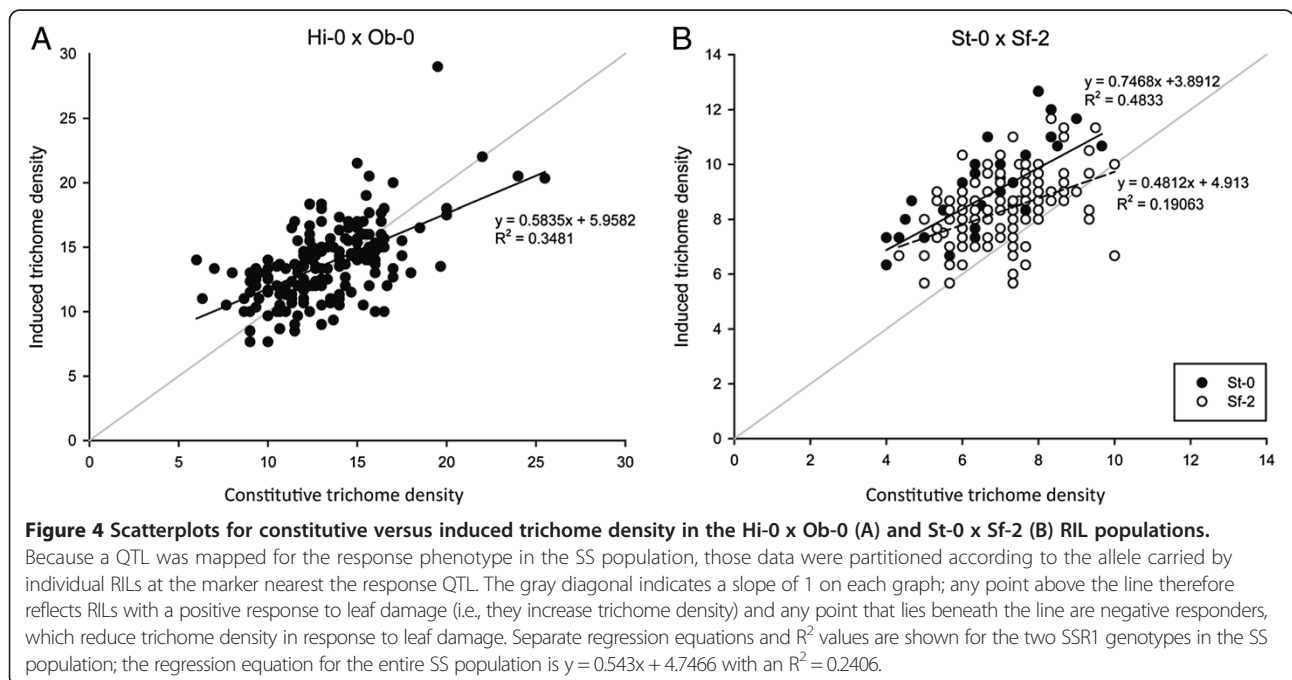 A
Hi-0 x Ob-0
30
25
20
15
10
5
0
Induced trichome density
y = 0.5835x + 5.9582
R² = 0.3481
0 5 10 15 20 25 30
Constitutive trichome density
B
St-0 x Sf-2
14
12
10
8
6
4
2
0
Induced trichome density
y = 0.7468x +3.8912
R² = 0.4833
y = 0.4812x + 4.913
R² = 0.19063
St-0
Sf-2
0 2 4 6 8 10 12 14
Constitutive trichome density
Figure 4 Scatterplots for constitutive versus induced trichome density in the Hi-0 x Ob-0 (A) and St-0 x Sf-2 (B) RIL populations.
Because a QTL was mapped for the response phenotype in the SS population, those data were partitioned according to the allele carried by
individual RILs at the marker nearest the response QTL. The gray diagonal indicates a slope of 1 on each graph; any point above the line therefore
reflects RILs with a positive response to leaf damage (i.e., they increase trichome density) and any point that lies beneath the line are negative responders,
which reduce trichome density in response to leaf damage. Separate regression equations and R² values are shown for the two SSR1 genotypes in the SS
population; the regression equation for the entire SS population is y = 0.543x + 4.7466 with an R² = 0.2406.